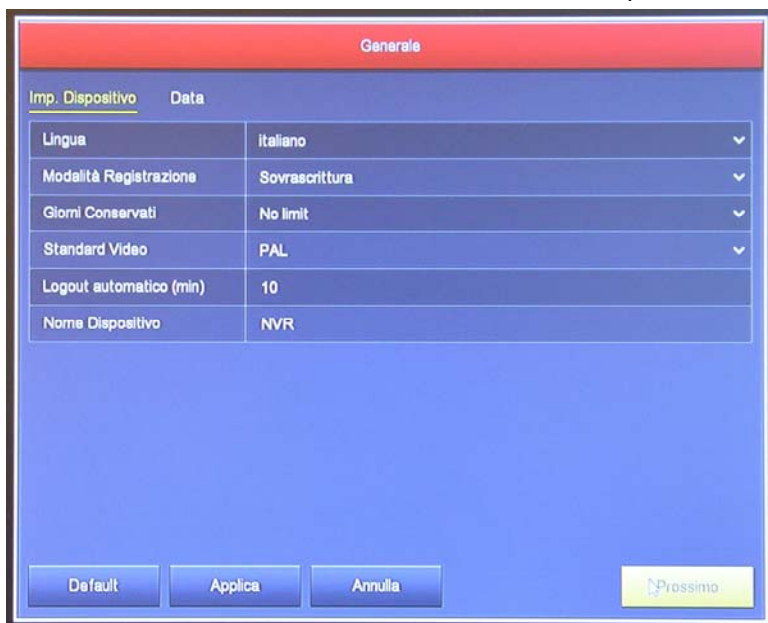 Generale
Imp. Dispositivo Data
Lingua italiano
Modalità Registrazione Sovrascrittura
Giorni Conservati No limit
Standard Video PAL
Logout automatico (min) 10
Nome Dispositivo NVR
Default Applica Annulla Prossimo